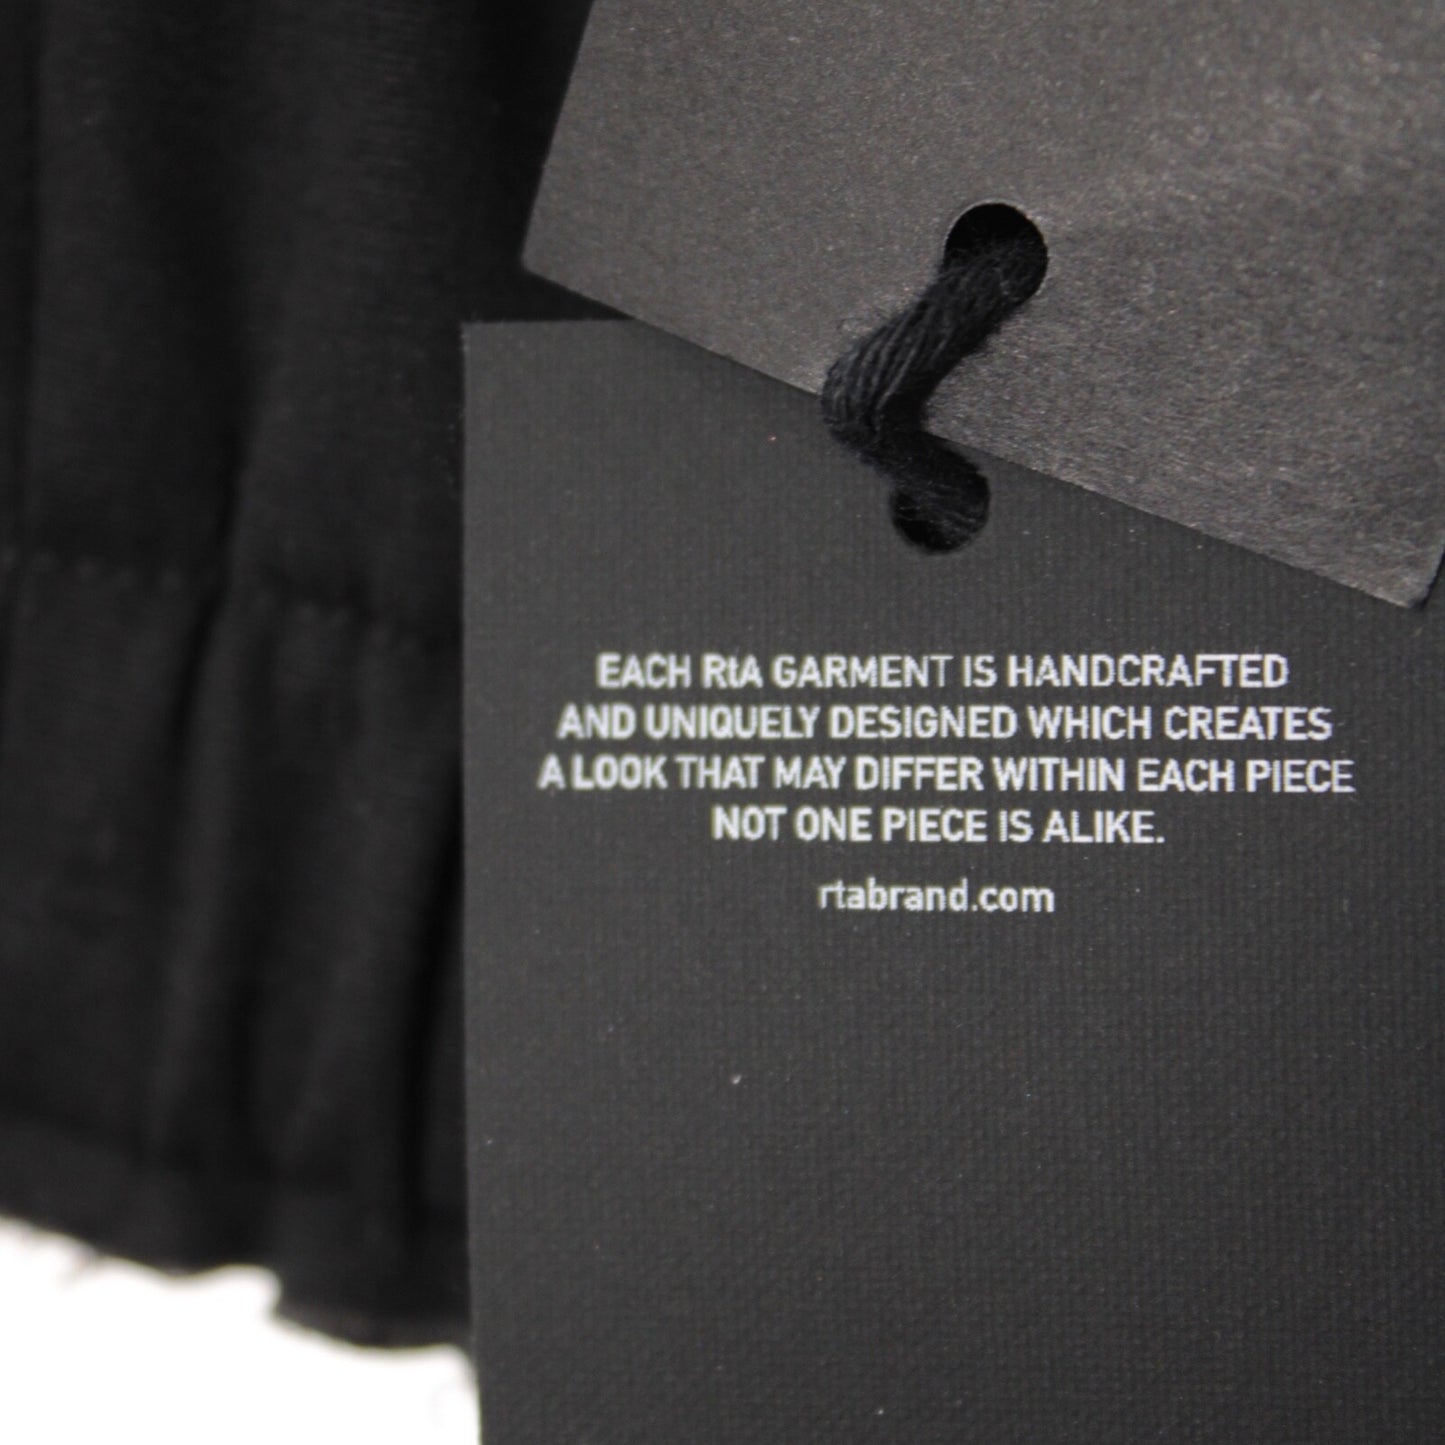 EACH RtA GARMENT IS HANDCRAFTED
AND UNIQUELY DESIGNED WHICH CREATES
A LOOK THAT MAY DIFFER WITHIN EACH PIECE
NOT ONE PIECE IS ALIKE.
rtabrand.com